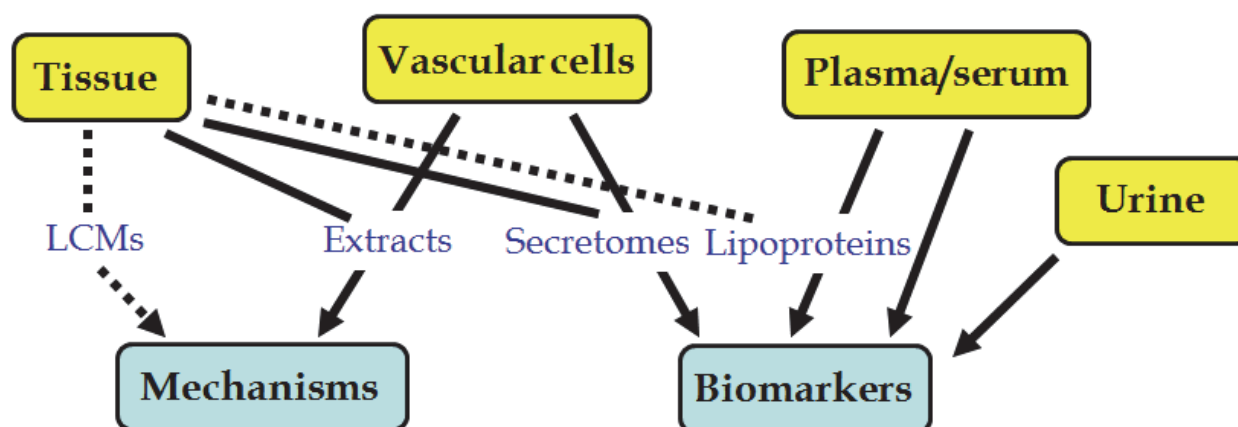 Tissue
Vascular cells
Plasma/serum
Urine
LCMs
Extracts
Secretomes
Lipoproteins
Mechanisms
Biomarkers